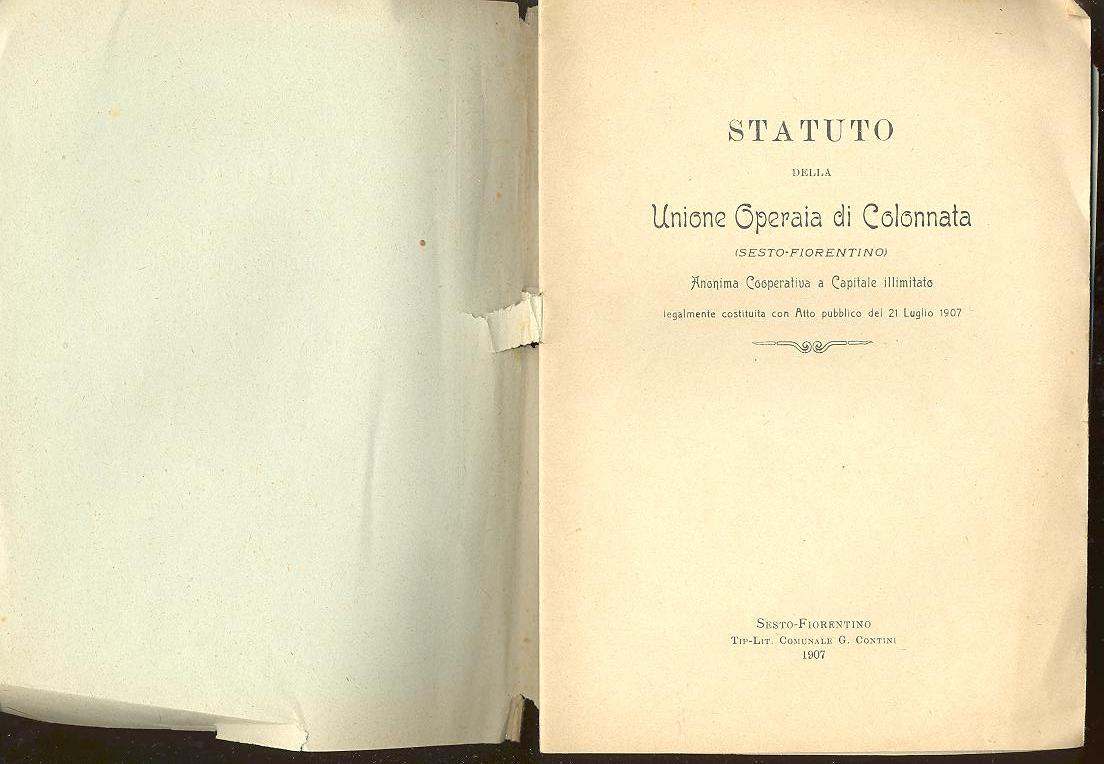 STATUTO
DELLA
Unione Operaia di Colonnata
(SESTO-FIORENTINO)
Anonima Cooperativa a Capitale illimitato
legalmente costituita con Atto pubblico del 21 Luglio 1907
SESTO-FIORENTINO
TIP-LIT. COMUNALE G. CONTINI
1907